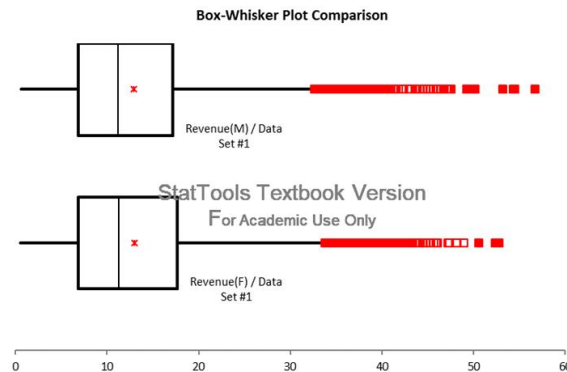 Box-Whisker Plot Comparison
Revenue(M) / Data
Set #1
StatTools Textbook Version
For Academic Use Only
Revenue(F) / Data
Set #1
0 10 20 30 40 50